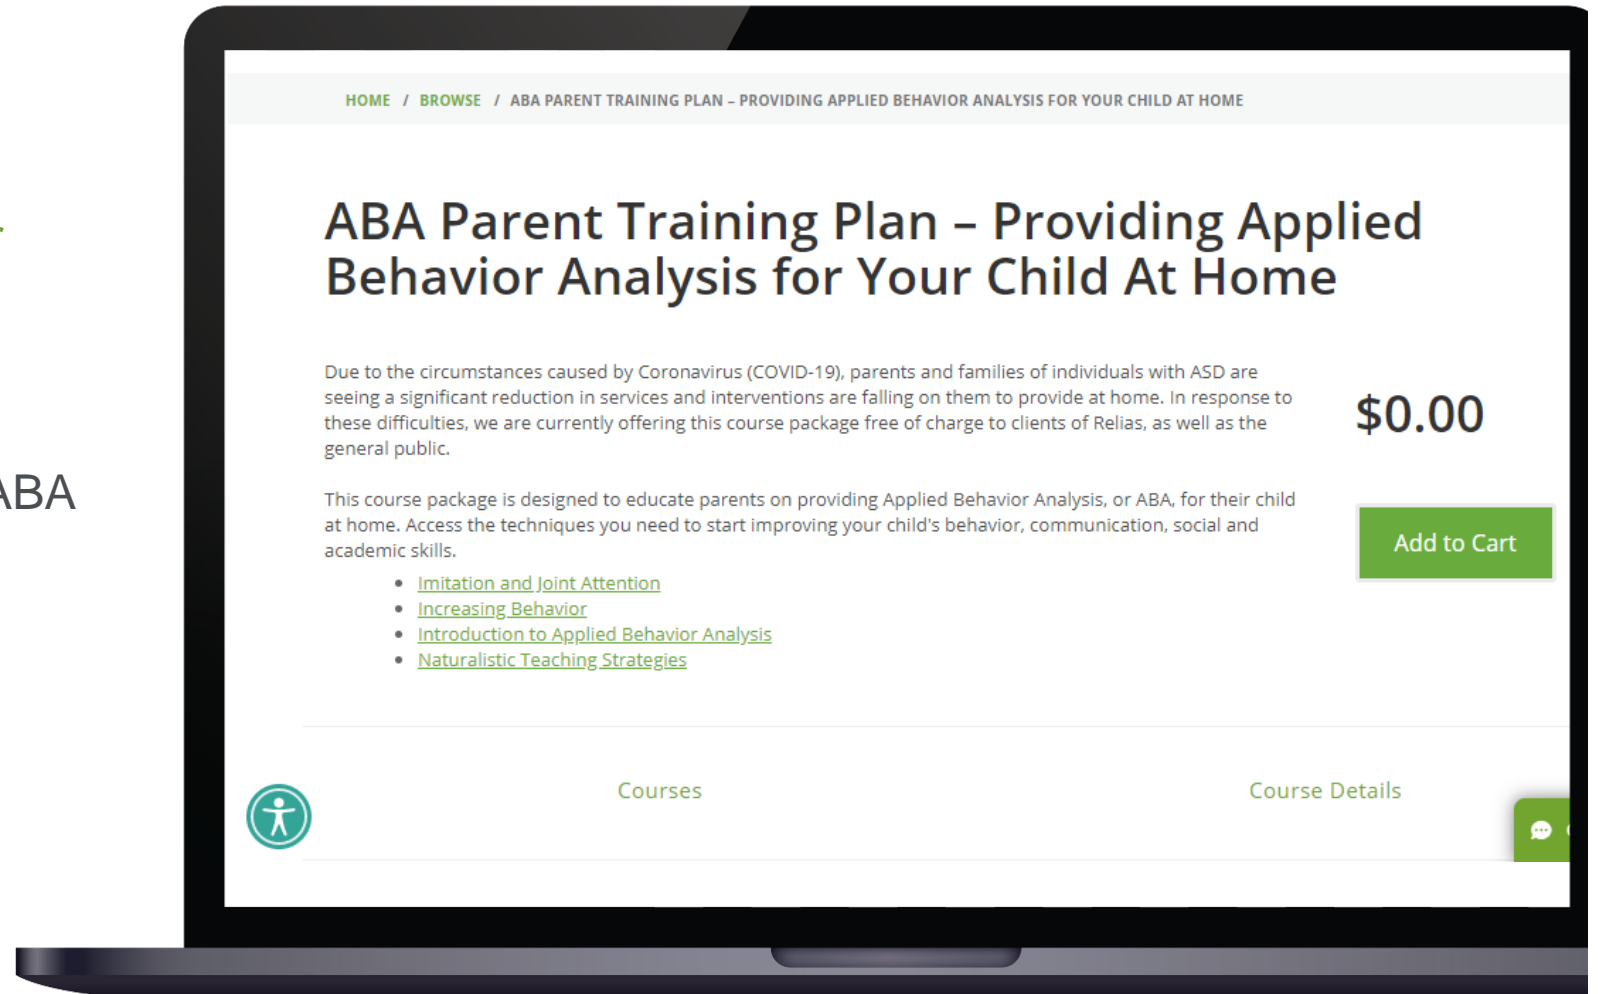 HOME / BROWSE / ABA PARENT TRAINING PLAN – PROVIDING APPLIED BEHAVIOR ANALYSIS FOR YOUR CHILD AT HOME
ABA Parent Training Plan – Providing Applied
Behavior Analysis for Your Child At Home
Due to the circumstances caused by Coronavirus (COVID-19), parents and families of individuals with ASD are
seeing a significant reduction in services and interventions are falling on them to provide at home. In response to
these difficulties, we are currently offering this course package free of charge to clients of Relias, as well as the
general public.
$0.00
ABA
This course package is designed to educate parents on providing Applied Behavior Analysis, or ABA, for their child
at home. Access the techniques you need to start improving your child's behavior, communication, social and
academic skills.
Add to Cart
• Imitation and Joint Attention
• Increasing Behavior
• Introduction to Applied Behavior Analysis
• Naturalistic Teaching Strategies
Courses
Course Details